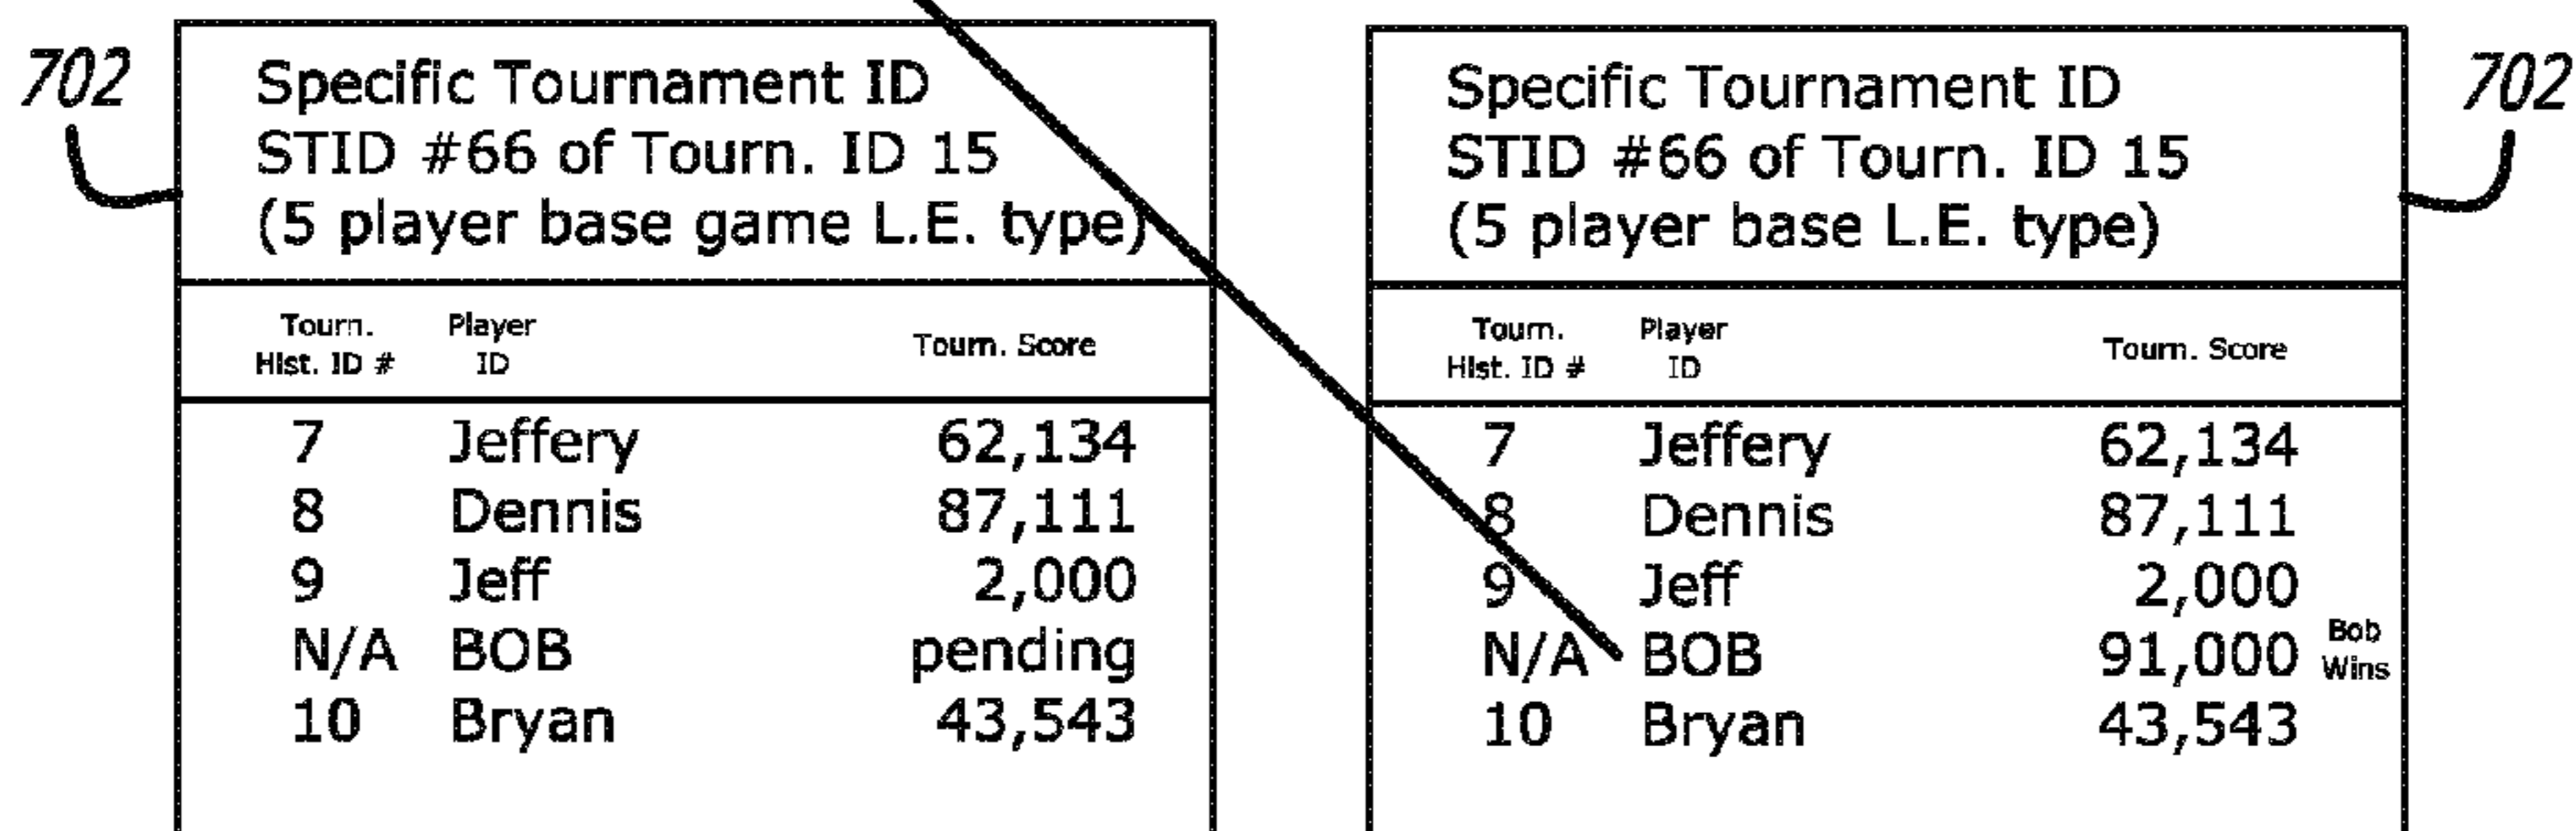 702
Specific Tournament ID
STID #66 of Tourn. ID 15
(5 player base game L.E. type)
Tourn. Hist. ID # Player ID Tourn. Score
7 Jeffery 62,134
8 Dennis 87,111
9 Jeff 2,000
N/A BOB pending
10 Bryan 43,543
702
Specific Tournament ID
STID #66 of Tourn. ID 15
(5 player base L.E. type)
Tourn. Hist. ID # Player ID Tourn. Score
7 Jeffery 62,134
8 Dennis 87,111
9 Jeff 2,000
N/A BOB 91,000 Bob Wins
10 Bryan 43,543